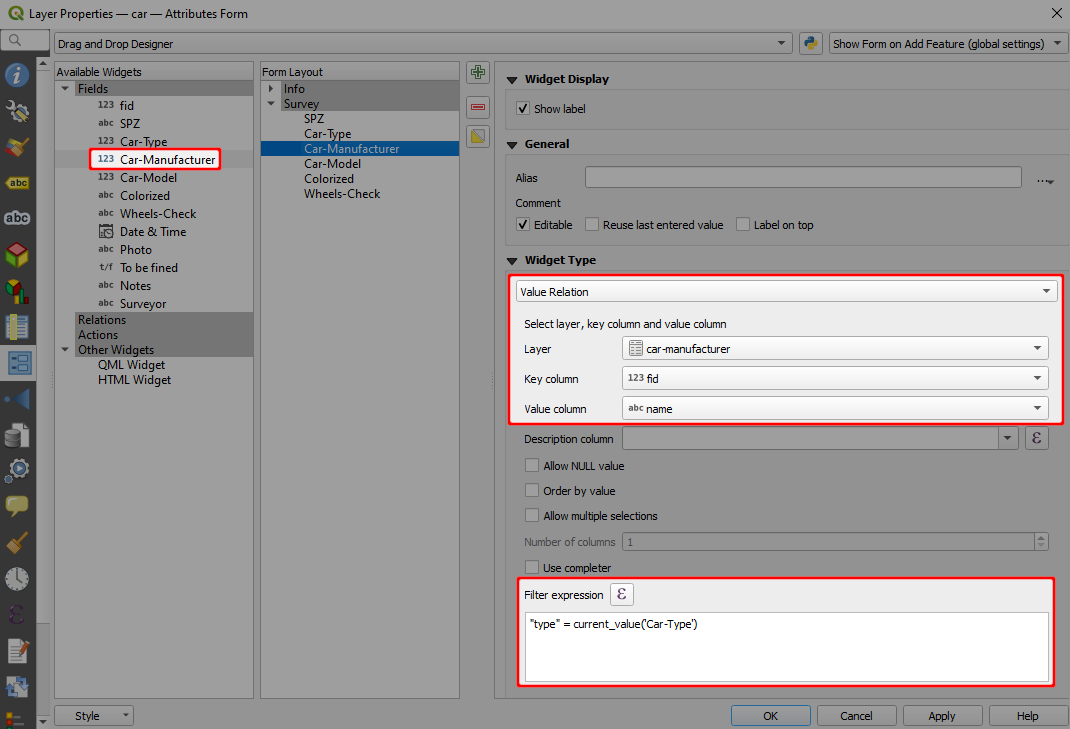 Layer Properties — car — Attributes Form
Drag and Drop Designer
Show Form on Add Feature (global settings)
Available Widgets
Fields
123 fid
abc SPZ
123 Car-Type
123 Car-Manufacturer
123 Car-Model
abc Colorized
abc Wheels-Check
Date & Time
abc Photo
t/f To be fined
abc Notes
abc Surveyor
Relations
Actions
Other Widgets
QML Widget
HTML Widget
Form Layout
Info
Survey
SPZ
Car-Type
Car-Manufacturer
Car-Model
Colorized
Wheels-Check
Widget Display
Show label
General
Alias
...
Comment
Editable
Reuse last entered value
Label on top
Widget Type
Value Relation
Select layer, key column and value column
Layer
car-manufacturer
Key column
123 fid
Value column
abc name
Description column
ε
Allow NULL value
Order by value
Allow multiple selections
Number of columns
1
Use completer
Filter expression
ε
"type" = current_value('Car-Type')
abc
abc
Style
OK
Cancel
Apply
Help